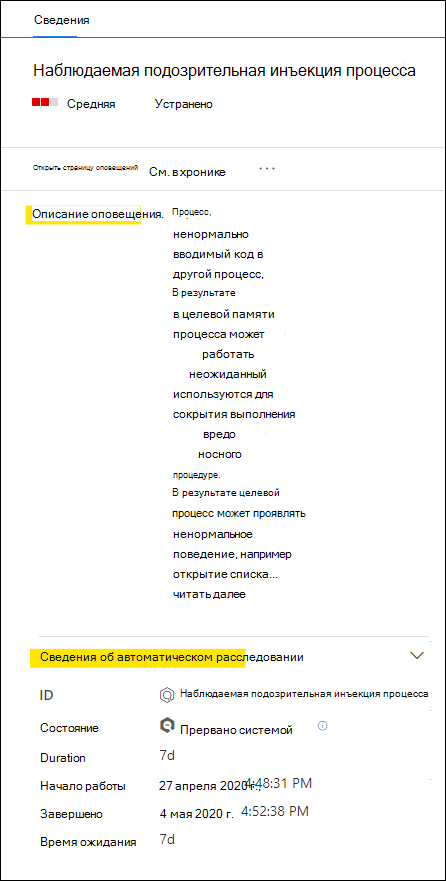 Сведения
Наблюдаемая подозрительная инъекция процесса
Средняя Устранено
Открыть страницу оповещений См. в хронике ...
Описание оповещения. Процесс,
ненормально
вводимый код в
другой процесс,
В результате
в целевой памяти
процесса может
работать
неожиданный
используются для
сокрытия выполнения
вредо
носного
процедуре.
В результате целевой
процесс может проявлять
ненормальное
поведение, например
открытие списка...
читать далее
Сведения об автоматическом расследовании
ID Наблюдаемая подозрительная инъекция процесса
Состояние Прервано системой
Duration 7d
Начало работы 27 апреля 2020 г., 4:48:31 PM
Завершено 4 мая 2020 г. 4:52:38 PM
Время ожидания 7d